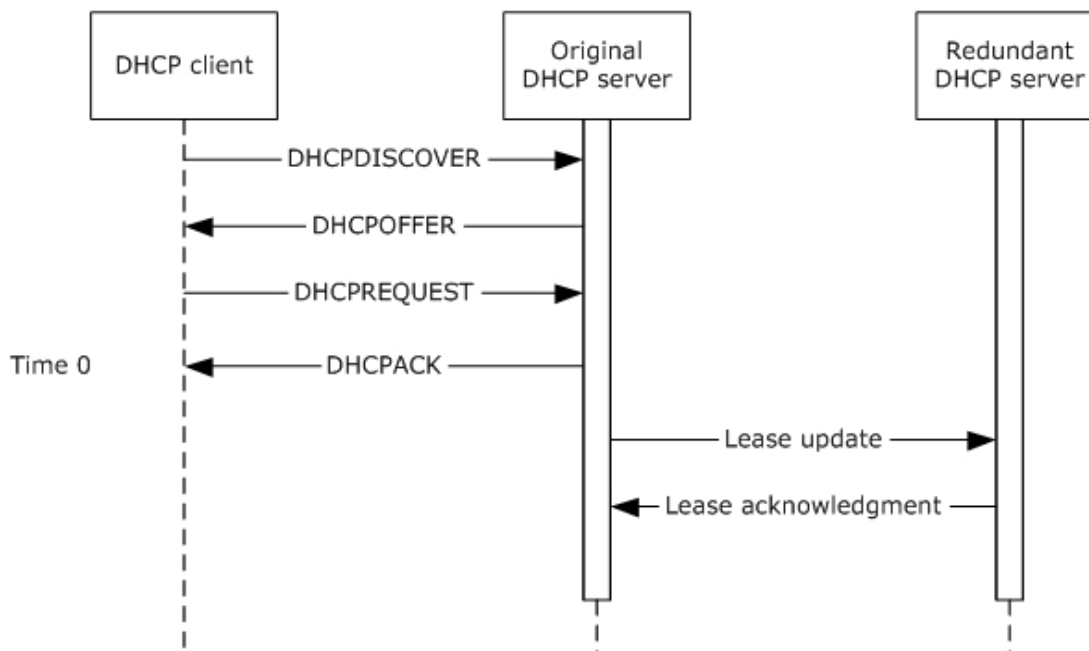 DHCP client
Original
DHCP server
Redundant
DHCP server
DHCPDISCOVER
DHCPOFFER
DHCPREQUEST
Time 0
DHCPACK
Lease update
Lease acknowledgment